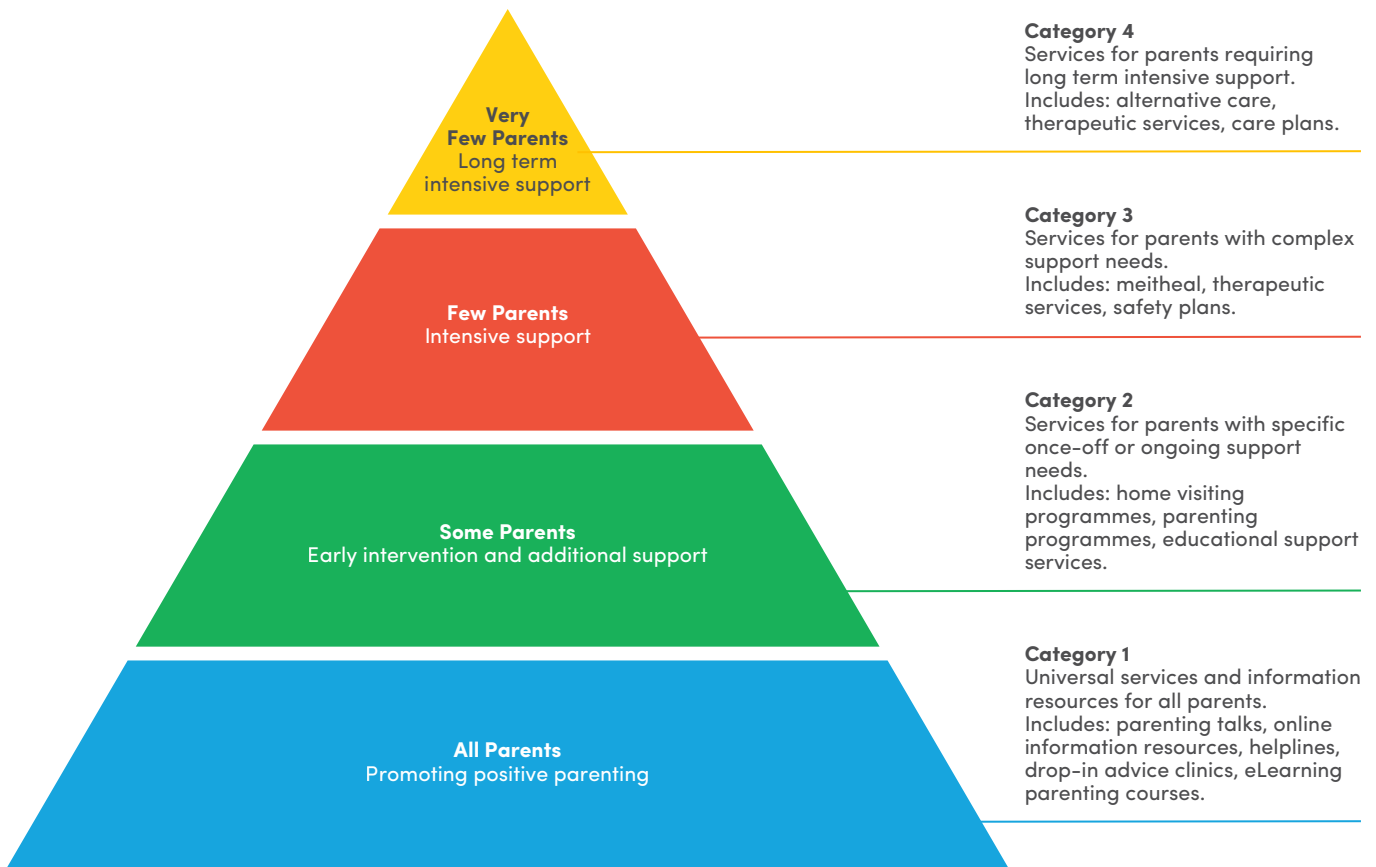 Very
Few Parents
Long term
intensive support
Category 4
Services for parents requiring
long term intensive support.
Includes: alternative care,
therapeutic services, care plans.
Few Parents
Intensive support
Category 3
Services for parents with complex
support needs.
Includes: meitheal, therapeutic
services, safety plans.
Some Parents
Early intervention and additional support
Category 2
Services for parents with specific
once-off or ongoing support
needs.
Includes: home visiting
programmes, parenting
programmes, educational support
services.
All Parents
Promoting positive parenting
Category 1
Universal services and information
resources for all parents.
Includes: parenting talks, online
information resources, helplines,
drop-in advice clinics, eLearning
parenting courses.